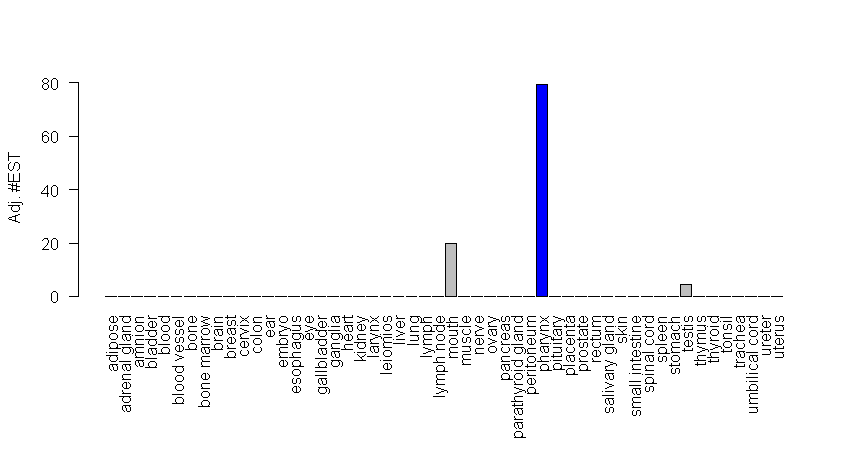 Adj. #EST
80
60
40
20
0
adipose
adrenal gland
amnion
bladder
blood
blood vessel
bone
bone marrow
brain
breast
cervix
colon
ear
embryo
esophagus
eye
gallbladder
ganglia
heart
kidney
larynx
leiomios
liver
lung
lymph
lymph node
mouth
muscle
nerve
ovary
pancreas
parathyroid gland
peritoneum
pharynx
pituitary
placenta
prostate
rectum
salivary gland
skin
small intestine
spinal cord
spleen
stomach
testis
thymus
thyroid
tonsil
trachea
umbilical cord
ureter
uterus